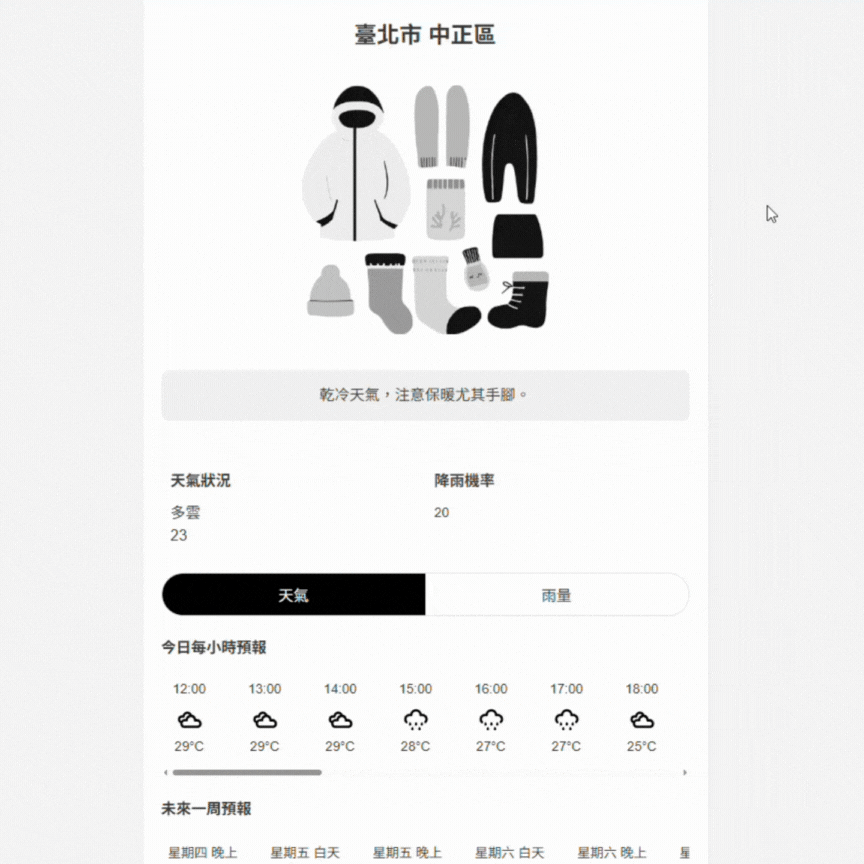 臺北市 中正區
乾冷天氣，注意保暖尤其手腳。
天氣狀況
降雨機率
多雲
20
23
天氣
雨量
今日每小時預報
12:00 13:00 14:00 15:00 16:00 17:00 18:00
29°C 29°C 29°C 28°C 27°C 27°C 25°C
未來一周預報
星期四 晚上 星期五 白天 星期五 晚上 星期六 白天 星期六 晚上